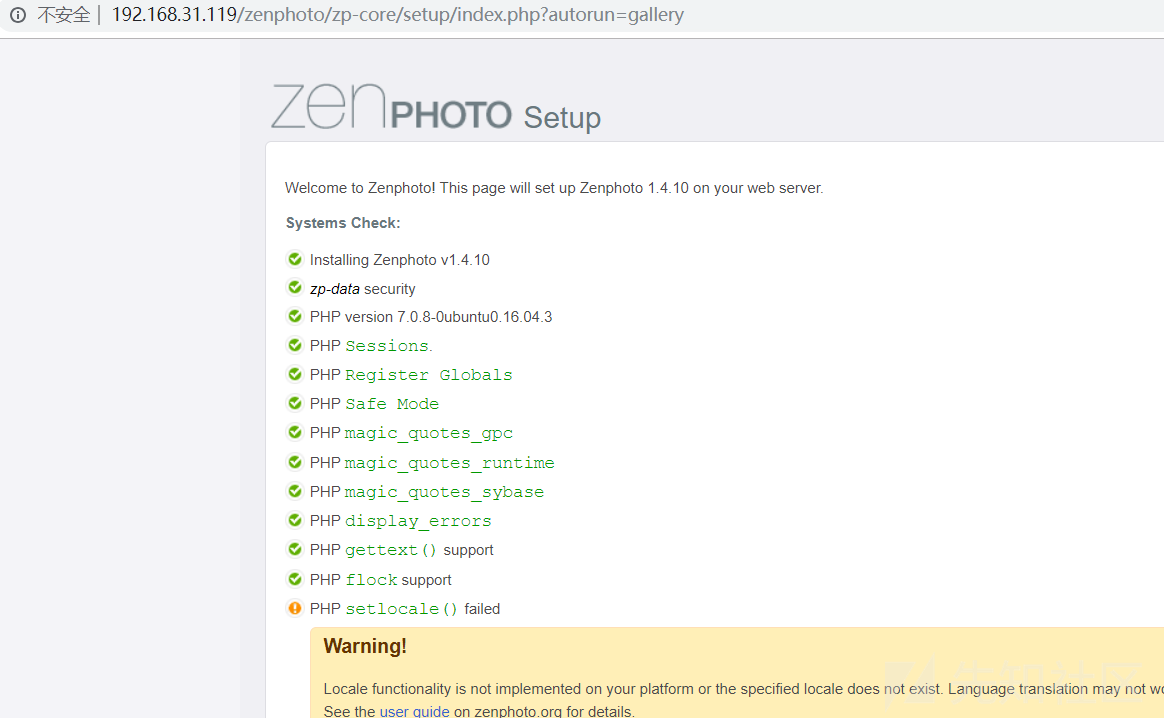 不安全 | 192.168.31.119/zenphoto/zp-core/setup/index.php?autorun=gallery
zenPHOTO Setup
Welcome to Zenphoto! This page will set up Zenphoto 1.4.10 on your web server.
Systems Check:
Installing Zenphoto v1.4.10
zp-data security
PHP version 7.0.8-0ubuntu0.16.04.3
PHP Sessions.
PHP Register Globals
PHP Safe Mode
PHP magic_quotes_gpc
PHP magic_quotes_runtime
PHP magic_quotes_sybase
PHP display_errors
PHP gettext() support
PHP flock support
PHP setlocale() failed
Warning!
Locale functionality is not implemented on your platform or the specified locale does not exist. Language translation may not
See the user guide on zenphoto.org for details.